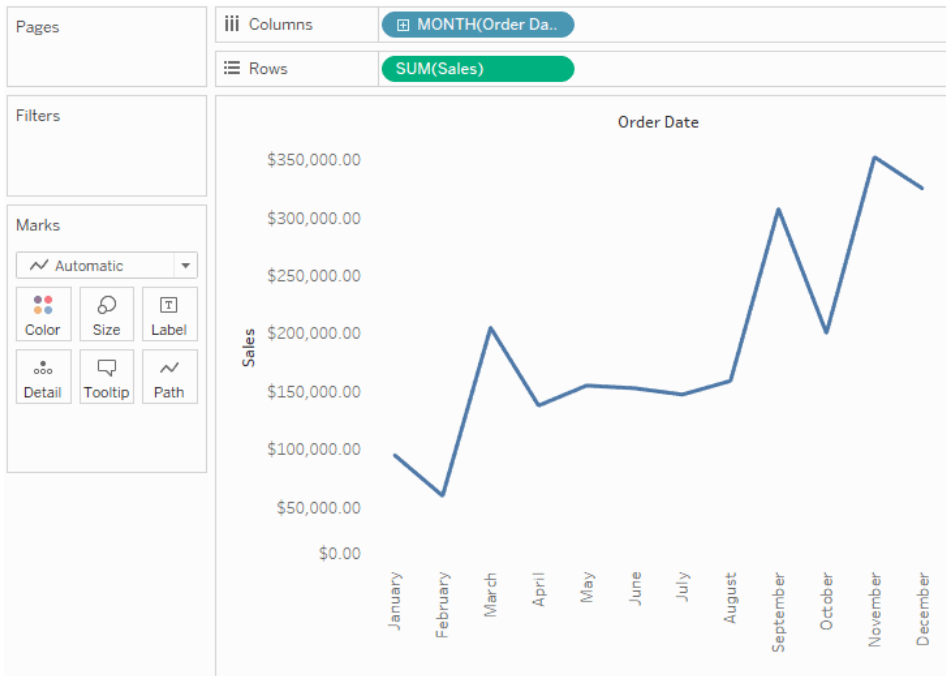 Pages
Columns
MONTH(Order Da..
Rows
SUM(Sales)
Filters
Marks
Automatic
Color
Size
Label
Detail
Tooltip
Path
Order Date
Sales
$350,000.00
$300,000.00
$250,000.00
$200,000.00
$150,000.00
$100,000.00
$50,000.00
$0.00
January
February
March
April
May
June
July
August
September
October
November
December